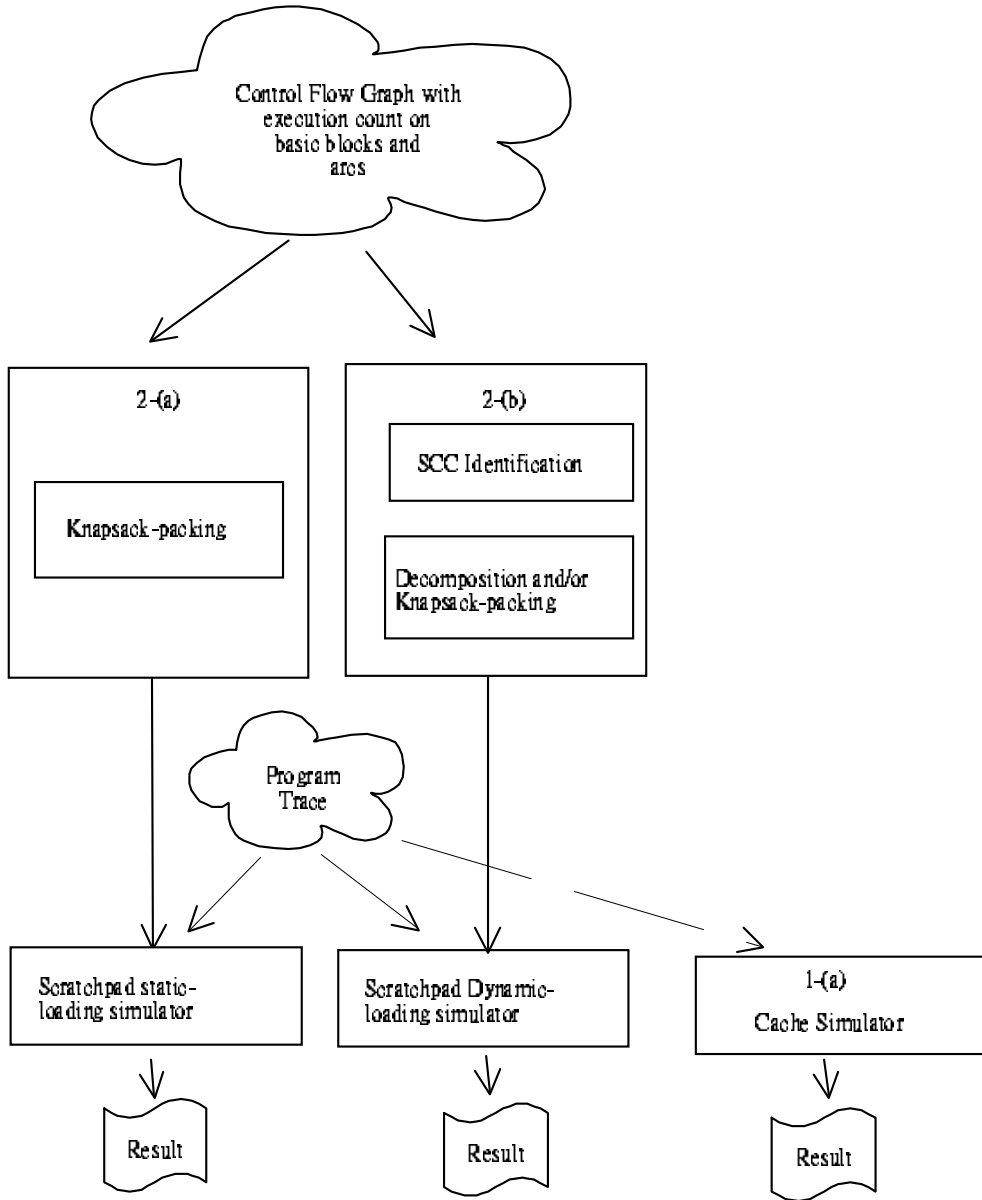 Control Flow Graph with
execution count on
basic blocks and
arcs
2-(a)
Knapsack-packing
2-(b)
SCC Identification
Decomposition and/or
Knapsack-packing
Program
Trace
Scratchpad static-
loading simulator
Scratchpad Dynamic-
loading simulator
1-(a)
Cache Simulator
Result
Result
Result